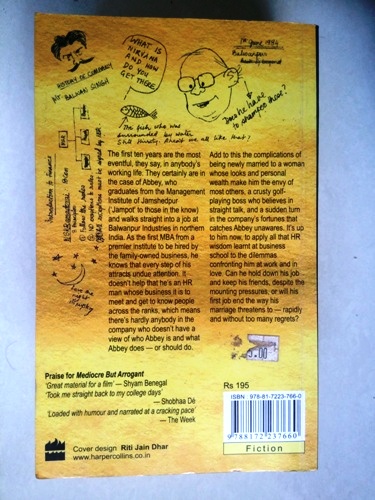 HISTORY OF COMPANY
Mr. BALWAN SINGH
WHAT IS
NIRVANA
AND HOW
DO YOU
GET THERE
1st June 1984
Balwanpur
Does he have
to grimace there?
The fish who was
surrounded by water
Still thirsty. Aren't we all like that?
Introduction to Finance
The first ten years are the most
eventful, they say, in anybody's
working life. They certainly are in
the case of Abbey, who
graduates from the Management
Institute of Jamshedpur
('Jampot' to those in the know)
and walks straight into a job at
Balwanpur Industries in northern
India. As the first MBA from a
premier institute to be hired by
the family-owned business, he
knows that every step of his
attracts undue attention. It
doesn't help that he's an HR
man whose business it is to
meet and get to know people
across the ranks, which means
there's hardly anybody in the
company who doesn't have a
view of who Abbey is and what
Abbey does — or should do.
Add to this the complications of
being newly married to a woman
whose looks and personal
wealth make him the envy of
most others, a crusty golf-
playing boss who believes in
straight talk, and a sudden turn
in the company's fortunes that
catches Abbey unawares. It's up
to him now, to apply all that HR
wisdom learnt at business
school to the dilemmas
confronting him at work and in
love. Can he hold down his job
and keep his friends, despite the
mounting pressures, or will his
first job end the way his
marriage threatens to — rapidly
and without too many regrets?
Praise for Mediocre But Arrogant
'Great material for a film' — Shyam Benegal
'Took me straight back to my college days'
— Shobhaa Dé
'Loaded with humour and narrated at a cracking pace'
— The Week
Rs 195
ISBN 978-81-7223-766-0
9 788172 237660
Fiction
Cover design Riti Jain Dhar
www.harpercollins.co.in